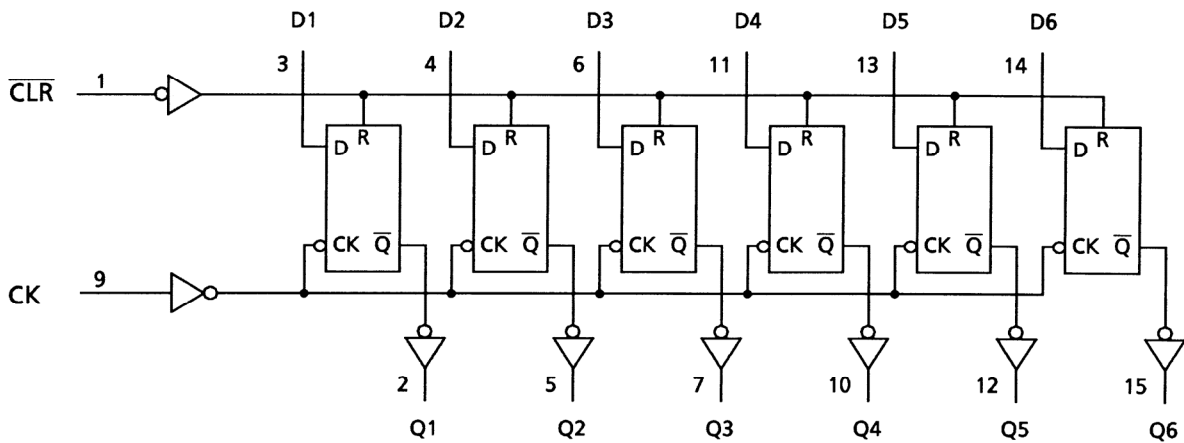 D1 D2 D3 D4 D5 D6
3 4 6 11 13 14
C̅L̅R̅ 1
R R R R R R
D D D D D D
CK Q̅ CK Q̅ CK Q̅ CK Q̅ CK Q̅ CK Q̅
CK 9
2 5 7 10 12 15
Q1 Q2 Q3 Q4 Q5 Q6